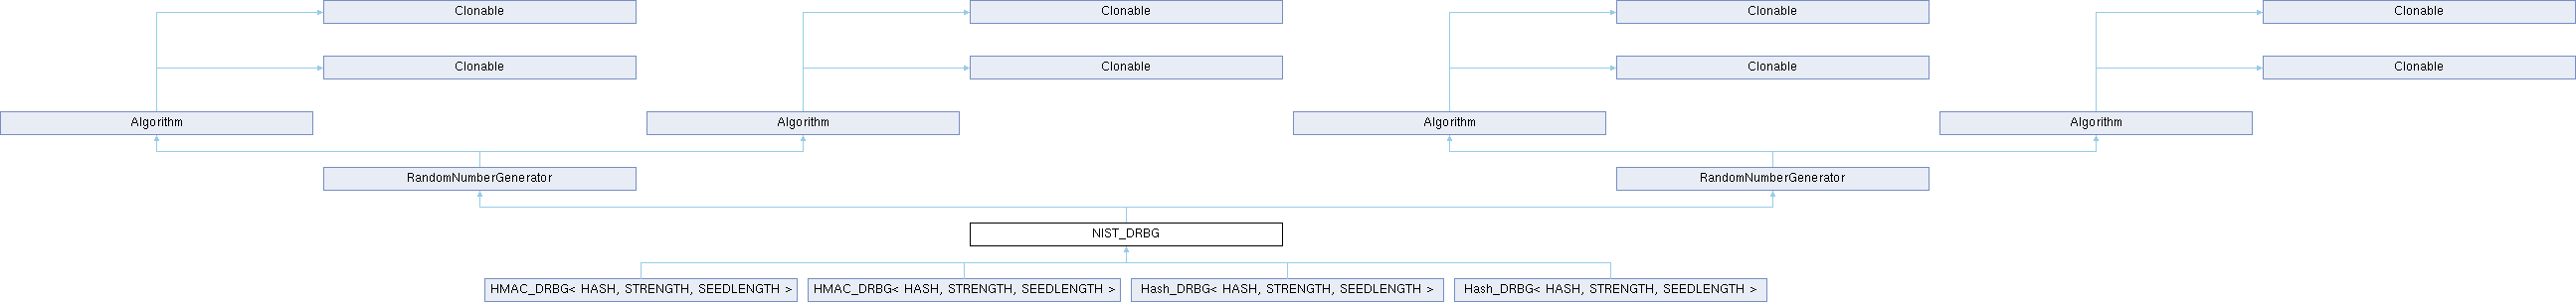 Clonable
Clonable
Clonable
Clonable
Clonable
Clonable
Clonable
Clonable
Algorithm
Algorithm
Algorithm
Algorithm
RandomNumberGenerator
RandomNumberGenerator
NIST_DRBG
HMAC_DRBG< HASH, STRENGTH, SEEDLENGTH >
HMAC_DRBG< HASH, STRENGTH, SEEDLENGTH >
Hash_DRBG< HASH, STRENGTH, SEEDLENGTH >
Hash_DRBG< HASH, STRENGTH, SEEDLENGTH >